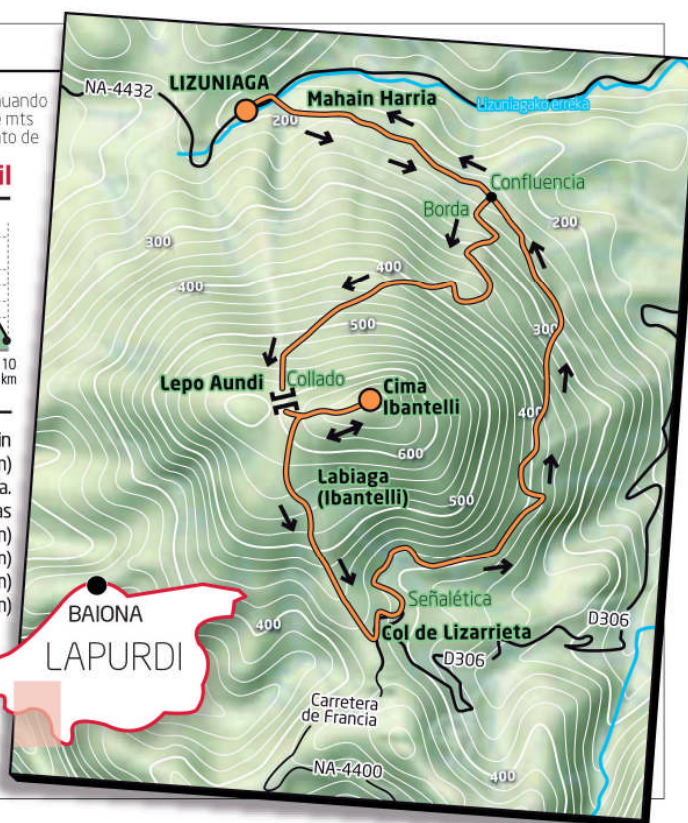 nuando
mts
to de
il
10
km
in
n)
a.
as
n)
n)
n)
n)
NA-4432
LIZUNIAGA
Mahain Harria
Lizuniagako erreka
200
Confluencia
Borda
200
300
400
400
500
300
Lepo Aundi
Collado
Cima
Ibantelli
400
600
Labiaga
(Ibantelli)
500
Señalética
400
Col de Lizarrieta
D306
D306
Carretera
de Francia
NA-4400
400
BAIONA
LAPURDI